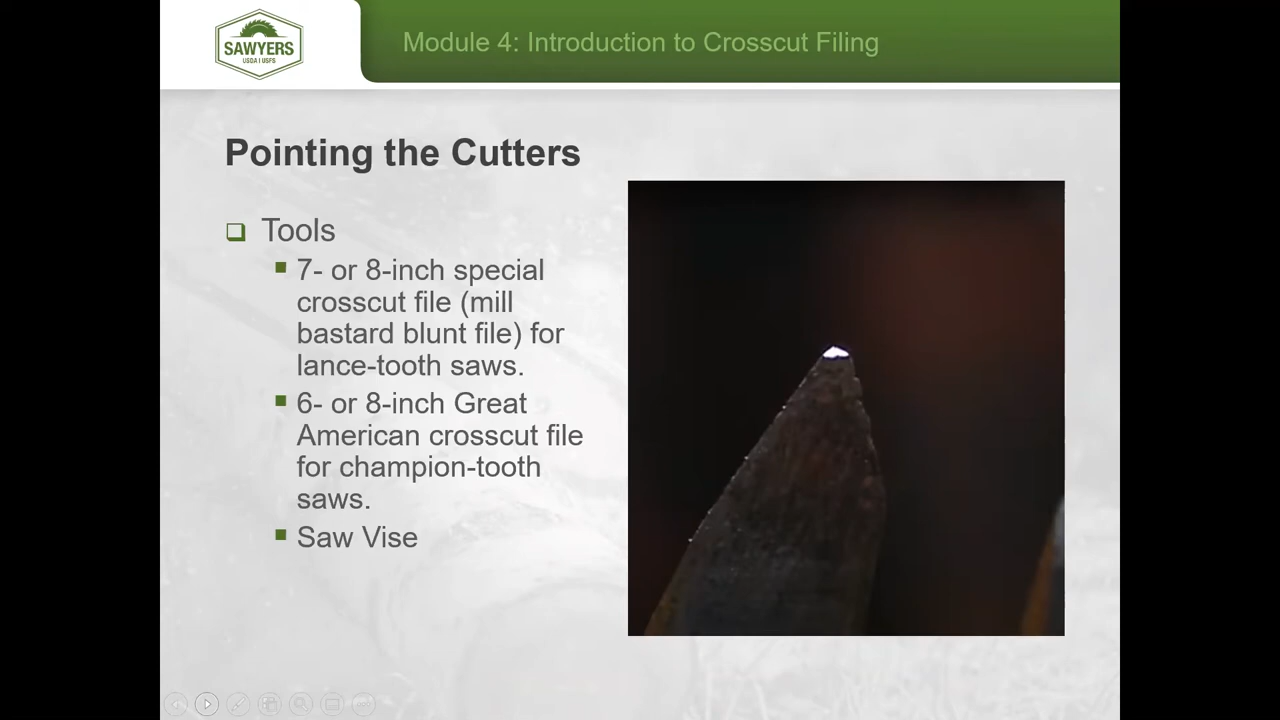 SAWYERS
USDA | USFS
Module 4: Introduction to Crosscut Filing
Pointing the Cutters
Tools
7- or 8-inch special
crosscut file (mill
bastard blunt file) for
lance-tooth saws.
6- or 8-inch Great
American crosscut file
for champion-tooth
saws.
Saw Vise